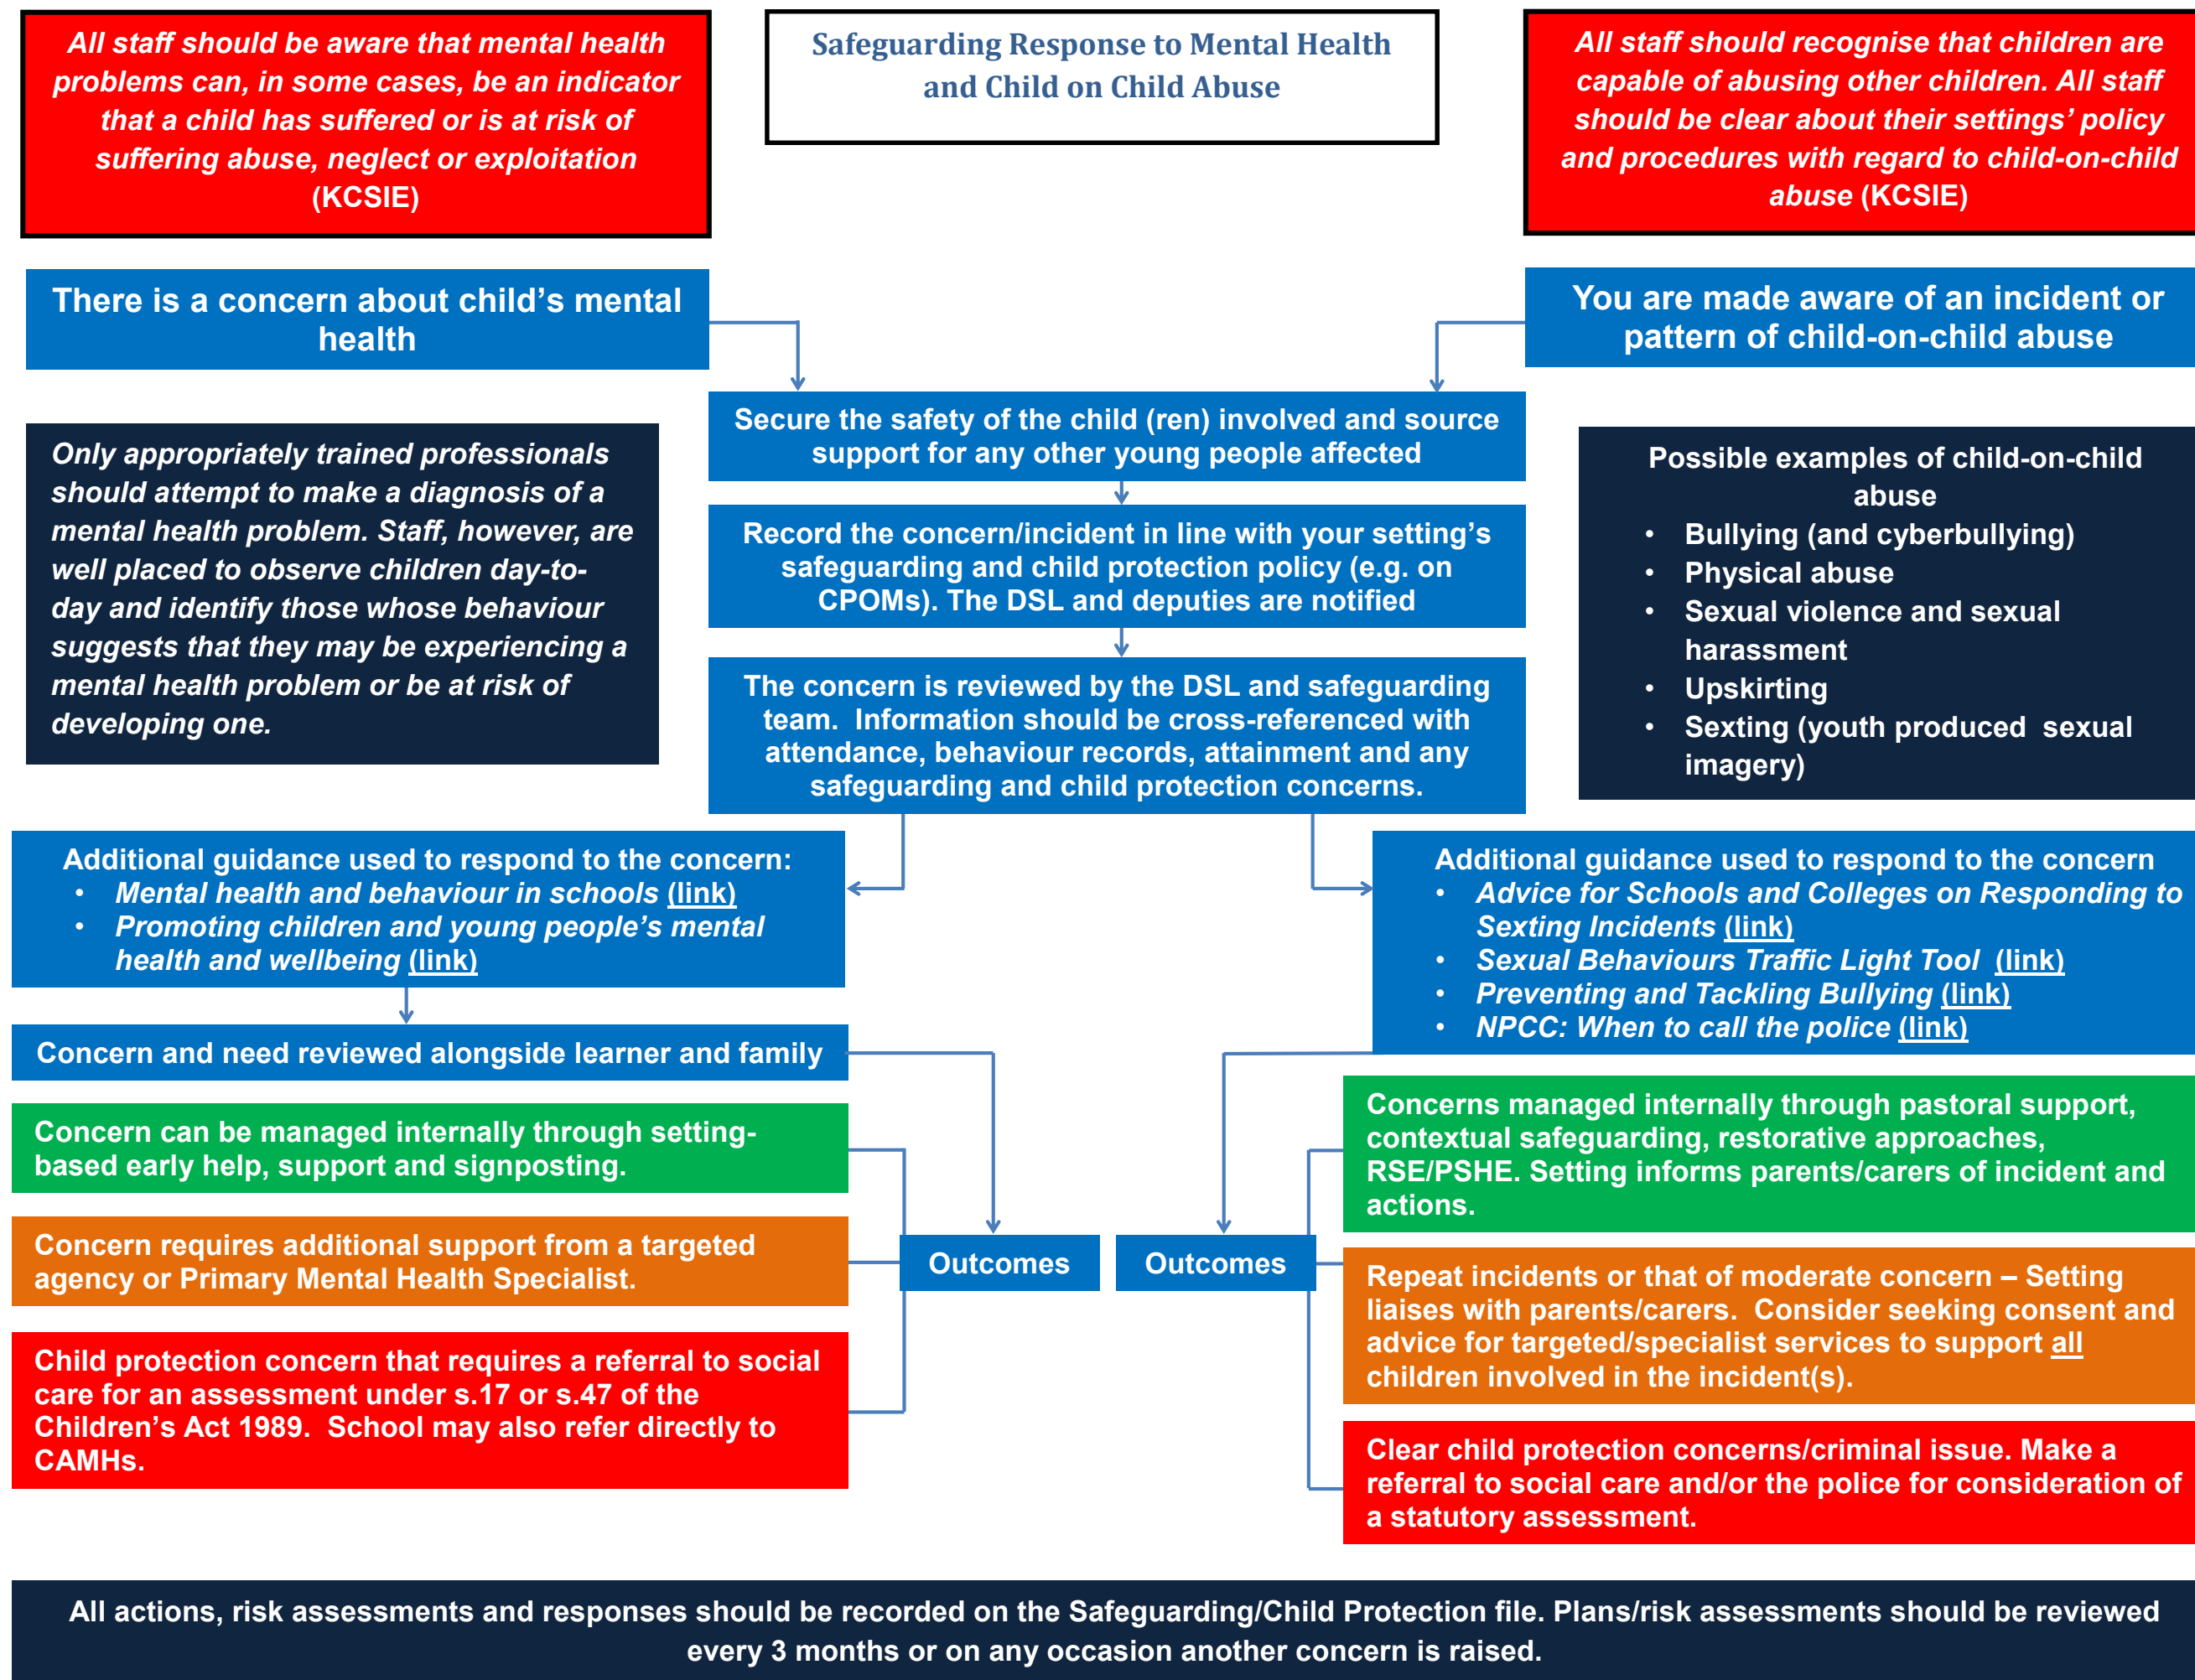 All staff should be aware that mental health
problems can, in some cases, be an indicator
that a child has suffered or is at risk of
suffering abuse, neglect or exploitation
(KCSIE)
Safeguarding Response to Mental Health
and Child on Child Abuse
All staff should recognise that children are
capable of abusing other children. All staff
should be clear about their settings’ policy
and procedures with regard to child-on-child
abuse (KCSIE)
There is a concern about child’s mental
health
You are made aware of an incident or
pattern of child-on-child abuse
Secure the safety of the child (ren) involved and source
support for any other young people affected
Only appropriately trained professionals
should attempt to make a diagnosis of a
mental health problem. Staff, however, are
well placed to observe children day-to-
day and identify those whose behaviour
suggests that they may be experiencing a
mental health problem or be at risk of
developing one.
Record the concern/incident in line with your setting’s
safeguarding and child protection policy (e.g. on
CPOMs). The DSL and deputies are notified
Possible examples of child-on-child
abuse
• Bullying (and cyberbullying)
• Physical abuse
• Sexual violence and sexual
harassment
• Upskirting
• Sexting (youth produced  sexual
imagery)
The concern is reviewed by the DSL and safeguarding
team.  Information should be cross-referenced with
attendance, behaviour records, attainment and any
safeguarding and child protection concerns.
Additional guidance used to respond to the concern:
• Mental health and behaviour in schools (link)
• Promoting children and young people’s mental
health and wellbeing (link)
Additional guidance used to respond to the concern
• Advice for Schools and Colleges on Responding to
Sexting Incidents (link)
• Sexual Behaviours Traffic Light Tool  (link)
• Preventing and Tackling Bullying (link)
• NPCC: When to call the police (link)
Concern and need reviewed alongside learner and family
Concern can be managed internally through setting-
based early help, support and signposting.
Concern requires additional support from a targeted
agency or Primary Mental Health Specialist.
Child protection concern that requires a referral to social
care for an assessment under s.17 or s.47 of the
Children’s Act 1989.  School may also refer directly to
CAMHs.
Outcomes
Outcomes
Concerns managed internally through pastoral support,
contextual safeguarding, restorative approaches,
RSE/PSHE. Setting informs parents/carers of incident and
actions.
Repeat incidents or that of moderate concern – Setting
liaises with parents/carers.  Consider seeking consent and
advice for targeted/specialist services to support all
children involved in the incident(s).
Clear child protection concerns/criminal issue. Make a
referral to social care and/or the police for consideration of
a statutory assessment.
All actions, risk assessments and responses should be recorded on the Safeguarding/Child Protection file. Plans/risk assessments should be reviewed
every 3 months or on any occasion another concern is raised.